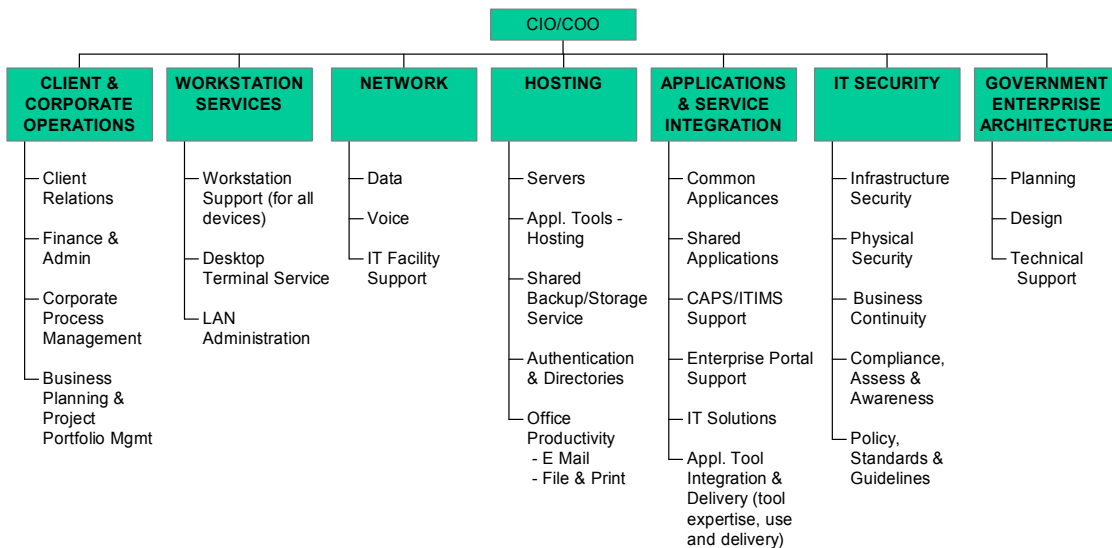 CIO/COO
CLIENT &
CORPORATE
OPERATIONS
WORKSTATION
SERVICES
NETWORK
HOSTING
APPLICATIONS
& SERVICE
INTEGRATION
IT SECURITY
GOVERNMENT
ENTERPRISE
ARCHITECTURE
Client
Relations
Finance &
Admin
Corporate
Process
Management
Business
Planning &
Project
Portfolio Mgmt
Workstation
Support (for all
devices)
Desktop
Terminal Service
LAN
Administration
Data
Voice
IT Facility
Support
Servers
Appl. Tools -
Hosting
Shared
Backup/Storage
Service
Authentication
& Directories
Office
Productivity
- E Mail
- File & Print
Common
Applicances
Shared
Applications
CAPS/ITIMS
Support
Enterprise Portal
Support
IT Solutions
Appl. Tool
Integration &
Delivery (tool
expertise, use
and delivery)
Infrastructure
Security
Physical
Security
Business
Continuity
Compliance,
Assess &
Awareness
Policy,
Standards &
Guidelines
Planning
Design
Technical
Support